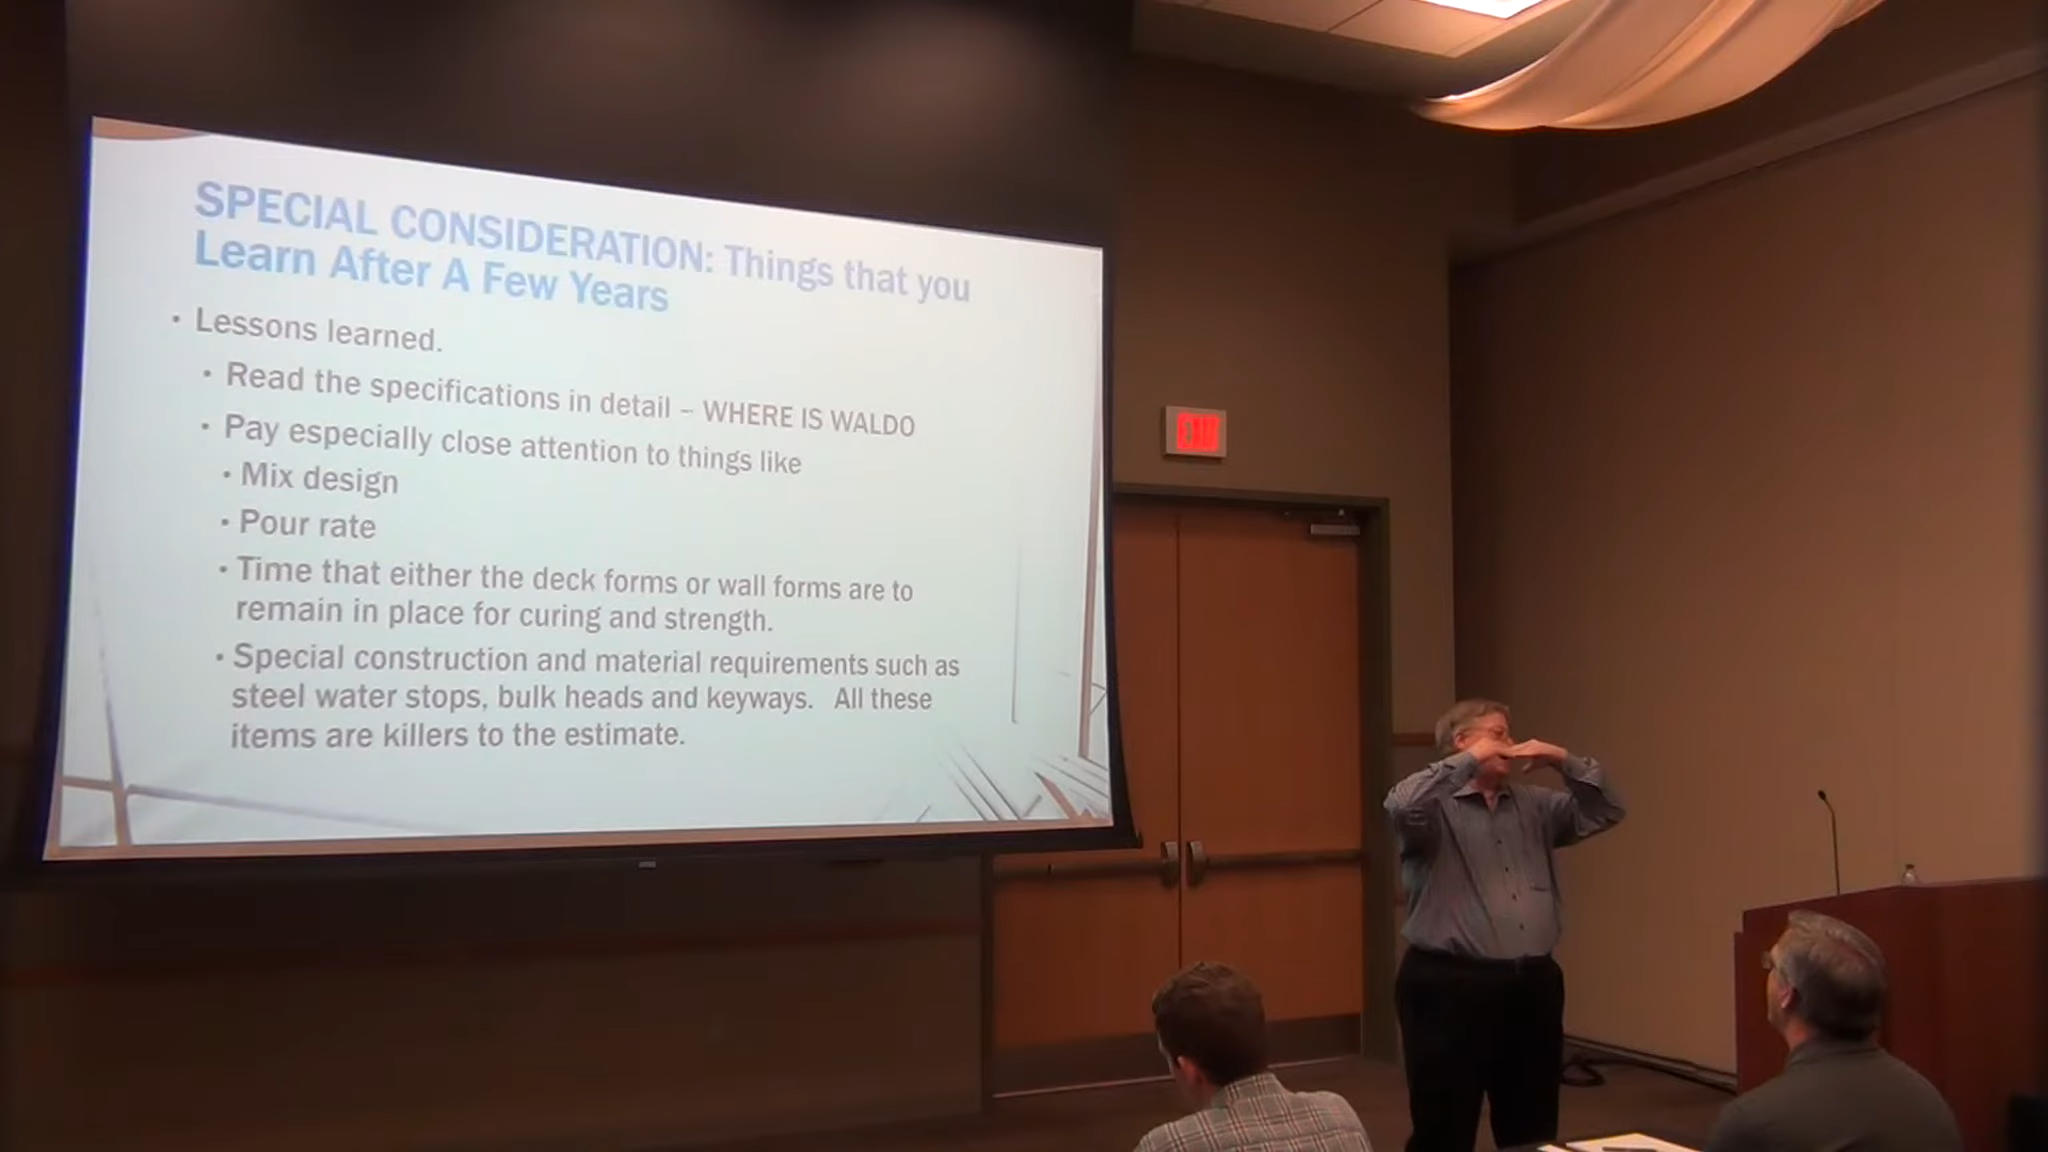 SPECIAL CONSIDERATION: Things that you
Learn After A Few Years
• Lessons learned.
• Read the specifications in detail – WHERE IS WALDO
• Pay especially close attention to things like
• Mix design
• Pour rate
• Time that either the deck forms or wall forms are to
remain in place for curing and strength.
• Special construction and material requirements such as
steel water stops, bulk heads and keyways. All these
items are killers to the estimate.
EXIT